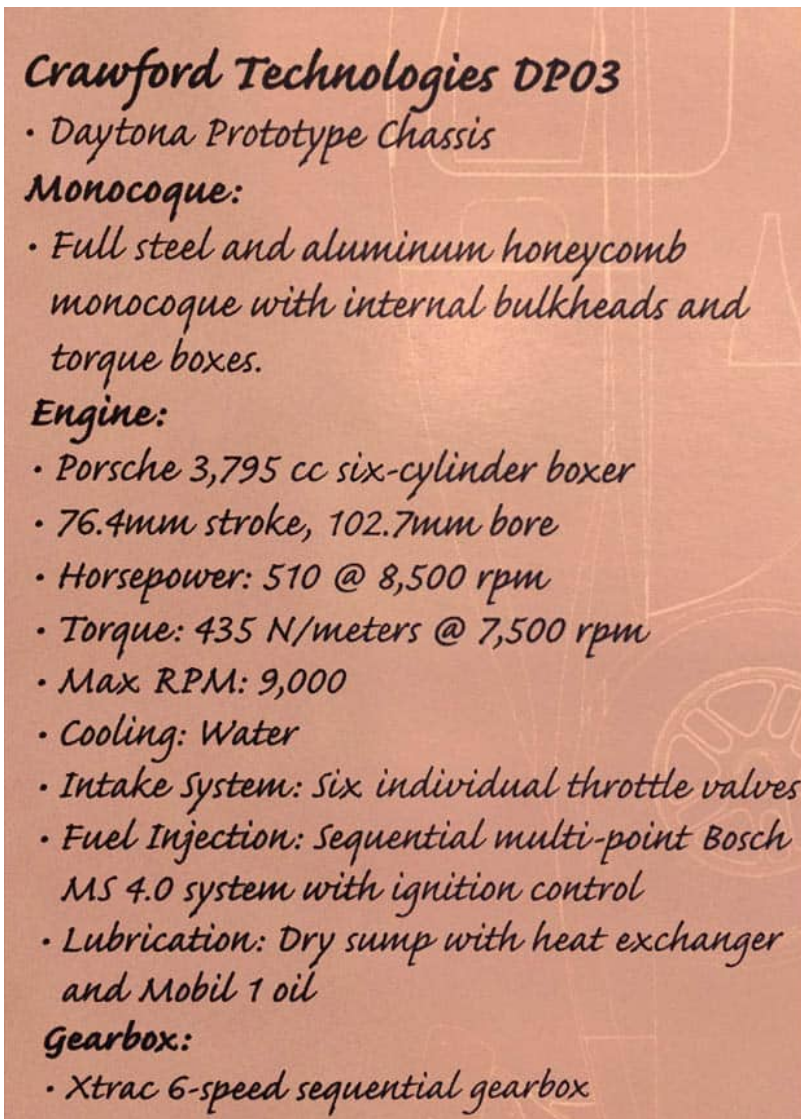 Crawford Technologies DP03
• Daytona Prototype Chassis
Monocoque:
• Full steel and aluminum honeycomb
monocoque with internal bulkheads and
torque boxes.
Engine:
• Porsche 3,795 cc six-cylinder boxer
• 76.4mm stroke, 102.7mm bore
• Horsepower: 510 @ 8,500 rpm
• Torque: 435 N/meters @ 7,500 rpm
• Max RPM: 9,000
• Cooling: Water
• Intake System: Six individual throttle valves
• Fuel Injection: Sequential multi-point Bosch
MS 4.0 system with ignition control
• Lubrication: Dry sump with heat exchanger
and Mobil 1 oil
Gearbox:
• Xtrac 6-speed sequential gearbox